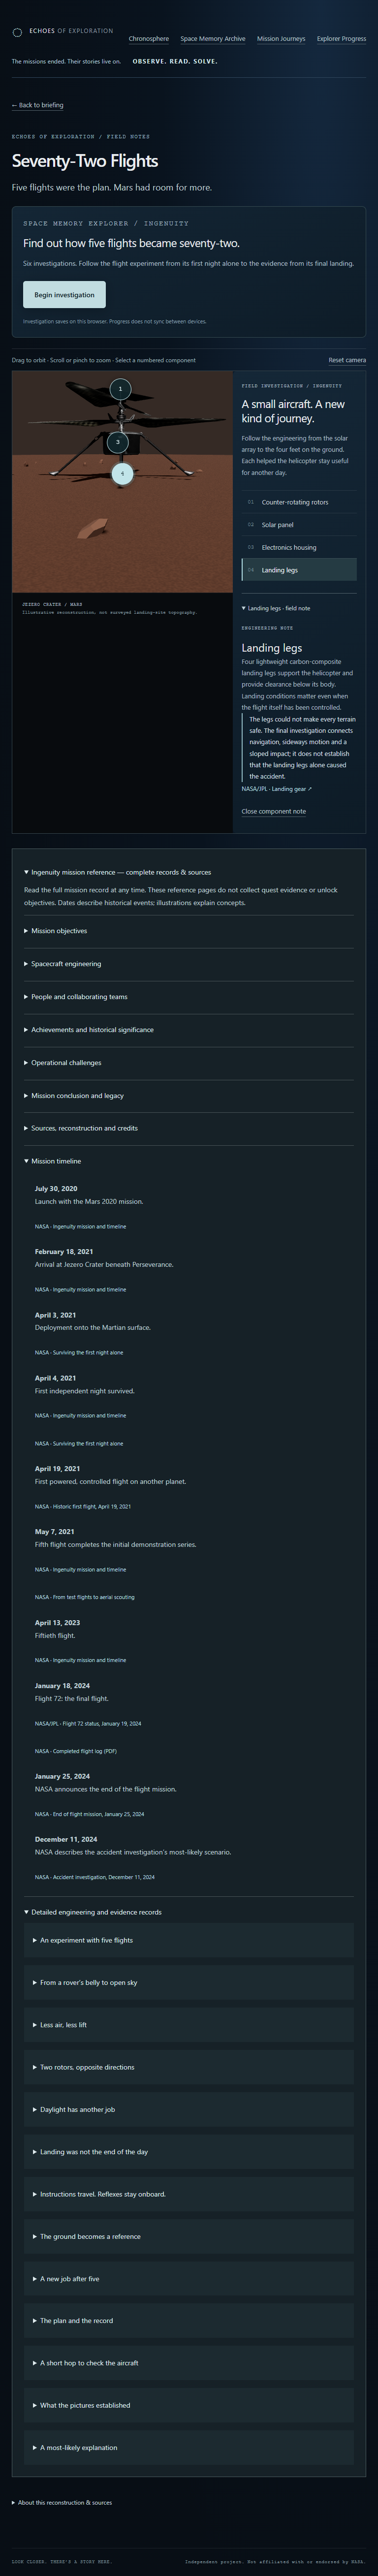 ECHOES OF EXPLORATION
Chronosphere
Space Memory Archive
Mission Journeys
Explorer Progress
The missions ended. Their stories live on.
OBSERVE. READ. SOLVE.
← Back to briefing
ECHOES OF EXPLORATION / FIELD NOTES
Seventy-Two Flights
Five flights were the plan. Mars had room for more.
SPACE MEMORY EXPLORER / INGENUITY
Find out how five flights became seventy-two.
Six investigations. Follow the flight experiment from its first night alone to the evidence from its final landing.
Begin investigation
Investigation saves on this browser. Progress does not sync between devices.
Drag to orbit · Scroll or pinch to zoom · Select a numbered component
Reset camera
1
3
4
JEZERO CRATER / MARS
Illustrative reconstruction, not surveyed landing-site topography.
FIELD INVESTIGATION / INGENUITY
A small aircraft. A new
kind of journey.
Follow the engineering from the solar
array to the four feet on the ground.
Each helped the helicopter stay useful
for another day.
01 Counter-rotating rotors
02 Solar panel
03 Electronics housing
04 Landing legs
▼ Landing legs · field note
ENGINEERING NOTE
Landing legs
Four lightweight carbon-composite
landing legs support the helicopter and
provide clearance below its body.
Landing conditions matter even when
the flight itself has been controlled.
The legs could not make every terrain
safe. The final investigation connects
navigation, sideways motion and a
sloped impact; it does not establish
that the landing legs alone caused
the accident.
NASA/JPL · Landing gear ↗
Close component note
▼ Ingenuity mission reference — complete records & sources
Read the full mission record at any time. These reference pages do not collect quest evidence or unlock
objectives. Dates describe historical events; illustrations explain concepts.
▶ Mission objectives
▶ Spacecraft engineering
▶ People and collaborating teams
▶ Achievements and historical significance
▶ Operational challenges
▶ Mission conclusion and legacy
▶ Sources, reconstruction and credits
▼ Mission timeline
July 30, 2020
Launch with the Mars 2020 mission.
NASA · Ingenuity mission and timeline
February 18, 2021
Arrival at Jezero Crater beneath Perseverance.
NASA · Ingenuity mission and timeline
April 3, 2021
Deployment onto the Martian surface.
NASA · Surviving the first night alone
April 4, 2021
First independent night survived.
NASA · Ingenuity mission and timeline
NASA · Surviving the first night alone
April 19, 2021
First powered, controlled flight on another planet.
NASA · Historic first flight, April 19, 2021
May 7, 2021
Fifth flight completes the initial demonstration series.
NASA · Ingenuity mission and timeline
NASA · From test flights to aerial scouting
April 13, 2023
Fiftieth flight.
NASA · Ingenuity mission and timeline
January 18, 2024
Flight 72: the final flight.
NASA/JPL · Flight 72 status, January 19, 2024
NASA · Completed flight log (PDF)
January 25, 2024
NASA announces the end of the flight mission.
NASA · End of flight mission, January 25, 2024
December 11, 2024
NASA describes the accident investigation's most-likely scenario.
NASA · Accident investigation, December 11, 2024
▼ Detailed engineering and evidence records
▶ An experiment with five flights
▶ From a rover's belly to open sky
▶ Less air, less lift
▶ Two rotors, opposite directions
▶ Daylight has another job
▶ Landing was not the end of the day
▶ Instructions travel. Reflexes stay onboard.
▶ The ground becomes a reference
▶ A new job after five
▶ The plan and the record
▶ A short hop to check the aircraft
▶ What the pictures established
▶ A most-likely explanation
▶ About this reconstruction & sources
LOOK CLOSER. THERE'S A STORY HERE.
Independent project. Not affiliated with or endorsed by NASA.